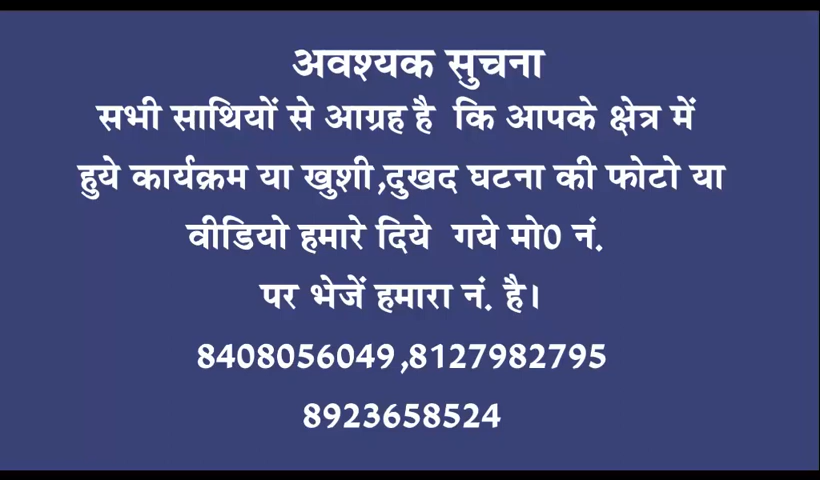 अवश्यक सुचना
सभी साथियों से आग्रह है कि आपके क्षेत्र में
हुये कार्यक्रम या खुशी,दुखद घटना की फोटो या
वीडियो हमारे दिये गये मो0 नं.
पर भेजें हमारा नं. है।
8408056049,8127982795
8923658524